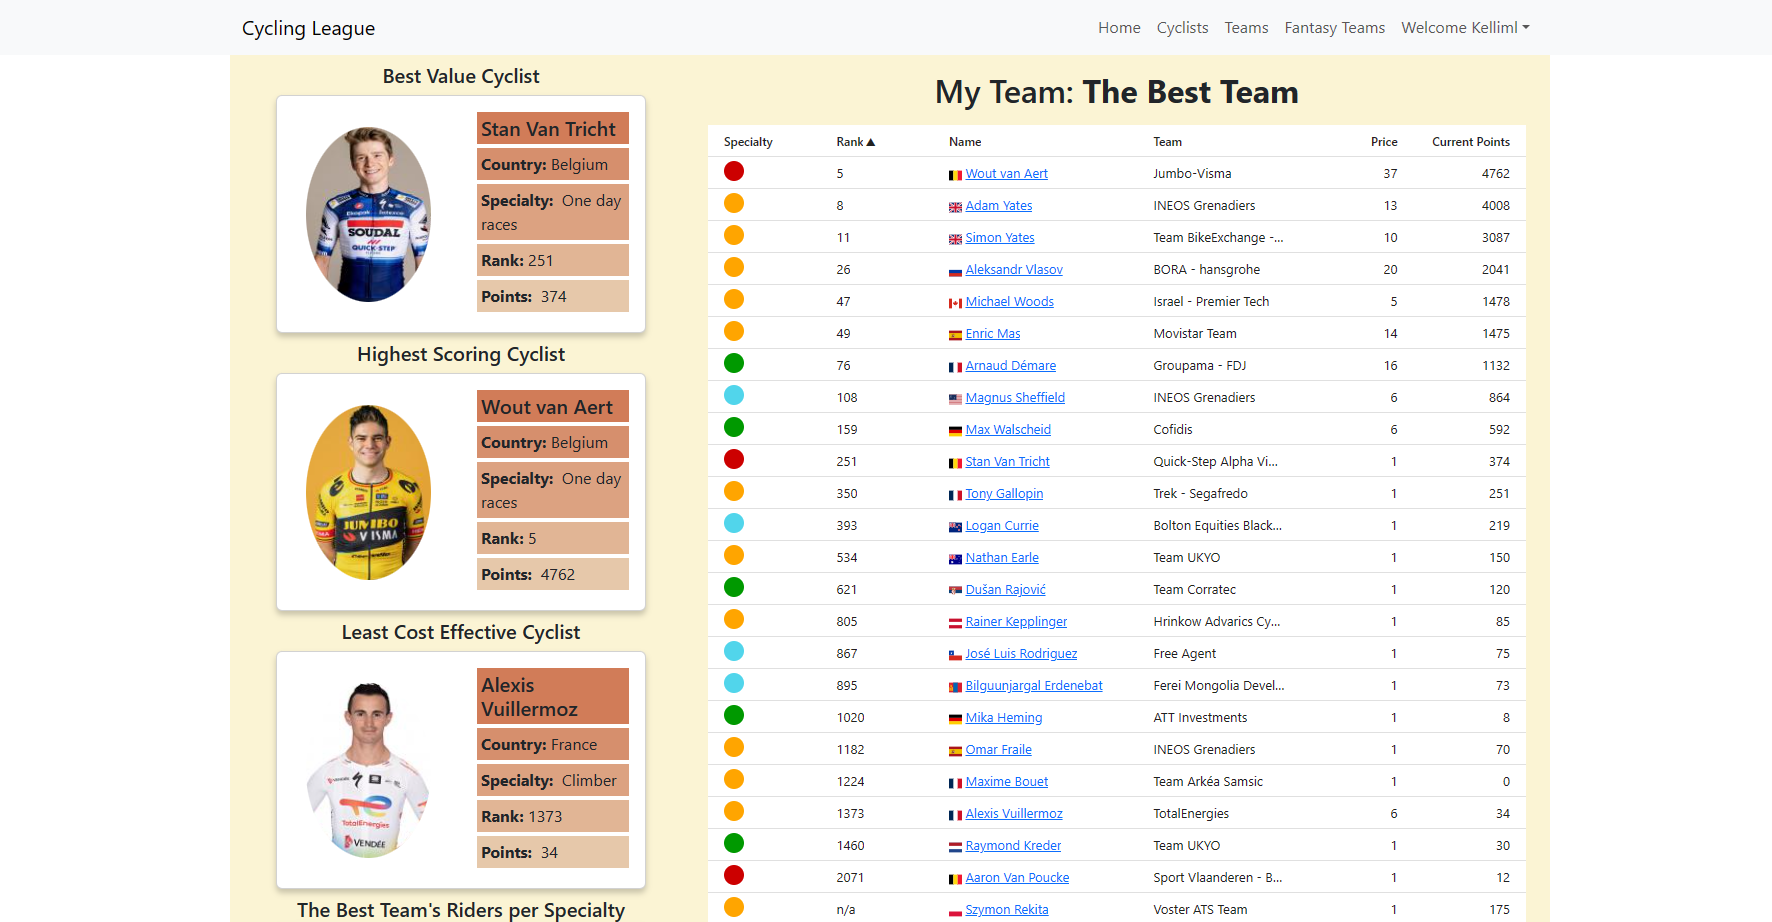 Cycling League
Home Cyclists Teams Fantasy Teams Welcome Kelliml
Best Value Cyclist
Stan Van Tricht
Country: Belgium
Specialty: One day
races
Rank: 251
Points: 374
SOUDAL
QUICK-STEP
Highest Scoring Cyclist
Wout van Aert
Country: Belgium
Specialty: One day
races
Rank: 5
Points: 4762
JUMBO
VISMA
Least Cost Effective Cyclist
Alexis
Vuillermoz
Country: France
Specialty: Climber
Rank: 1373
Points: 34
TotalEnergies
VENDÉE
The Best Team's Riders per Specialty
My Team: The Best Team
Specialty Rank ▲ Name Team Price Current Points
5 Wout van Aert Jumbo-Visma 37 4762
8 Adam Yates INEOS Grenadiers 13 4008
11 Simon Yates Team BikeExchange -... 10 3087
26 Aleksandr Vlasov BORA - hansgrohe 20 2041
47 Michael Woods Israel - Premier Tech 5 1478
49 Enric Mas Movistar Team 14 1475
76 Arnaud Démare Groupama - FDJ 16 1132
108 Magnus Sheffield INEOS Grenadiers 6 864
159 Max Walscheid Cofidis 6 592
251 Stan Van Tricht Quick-Step Alpha Vi... 1 374
350 Tony Gallopin Trek - Segafredo 1 251
393 Logan Currie Bolton Equities Black... 1 219
534 Nathan Earle Team UKYO 1 150
621 Dušan Rajović Team Corratec 1 120
805 Rainer Kepplinger Hrinkow Advarics Cy... 1 85
867 José Luis Rodriguez Free Agent 1 75
895 Bilguunjargal Erdenebat Ferei Mongolia Devel... 1 73
1020 Mika Heming ATT Investments 1 8
1182 Omar Fraile INEOS Grenadiers 1 70
1224 Maxime Bouet Team Arkéa Samsic 1 0
1373 Alexis Vuillermoz TotalEnergies 6 34
1460 Raymond Kreder Team UKYO 1 30
2071 Aaron Van Poucke Sport Vlaanderen - B... 1 12
n/a Szymon Rekita Voster ATS Team 1 175